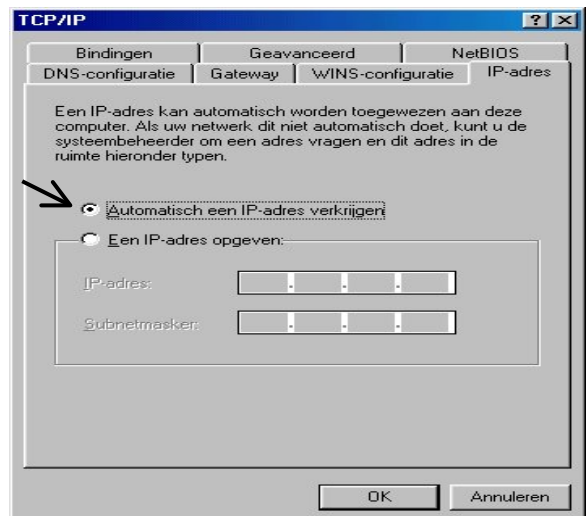 TCP/IP
Bindingen Geavanceerd NetBIOS
DNS-configuratie Gateway WINS-configuratie IP-adres
Een IP-adres kan automatisch worden toegewezen aan deze
computer. Als uw netwerk dit niet automatisch doet, kunt u de
systeembeheerder om een adres vragen en dit adres in de
ruimte hieronder typen.
Automatisch een IP-adres verkrijgen
Een IP-adres opgeven:
IP-adres:
Subnetmasker:
OK Annuleren